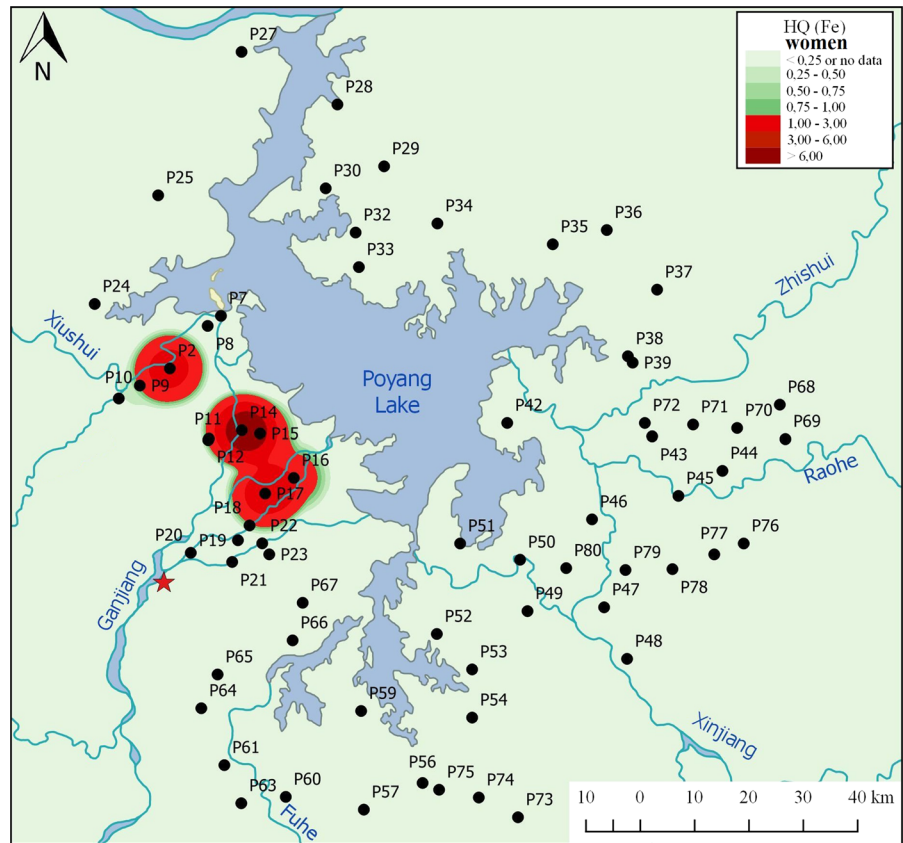 P27
HQ (Fe)
women
< 0,25 or no data
0,25 - 0,50
0,50 - 0,75
0,75 - 1,00
1,00 - 3,00
3,00 - 6,00
> 6,00
N
P28
P29
P30
P25
P34
P32
P36
P35
P33
Zhishui
P37
P24
P7
Xiushui
P8
P38
P2
P39
P10
P9
Poyang
Lake
P68
P14
P11
P42
P72
P71
P70
P69
P15
P12
P43
P16
P44
Raohe
P45
P17
P18
P46
P22
P51
P76
P20
P19
P77
P50
P23
P80
P79
P21
P78
Ganjiang
P67
P49
P47
P66
P52
P48
P65
P53
P64
P59
P54
Xinjiang
P61
P56
P75
P74
P63
P60
P57
P73
Fuhe
10 0 10 20 30 40 km